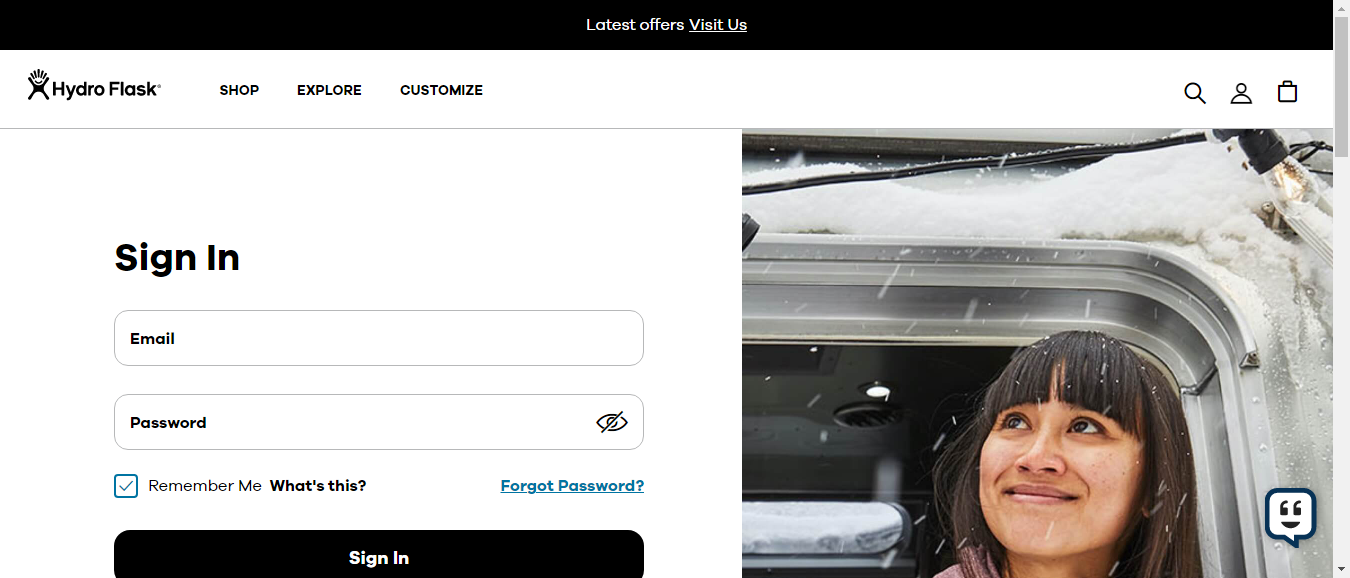 Latest offers Visit Us
Hydro Flask®
SHOP EXPLORE CUSTOMIZE
Sign In
Email
Password
Remember Me What's this? Forgot Password?
Sign In